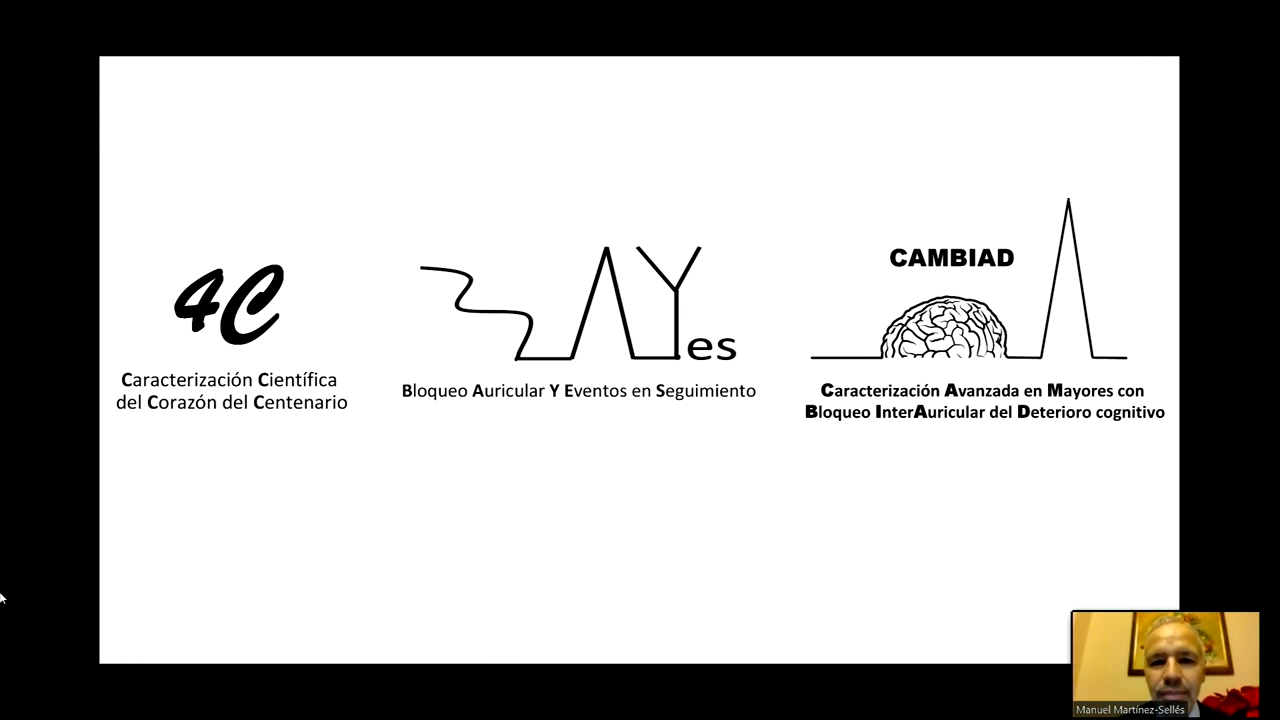 4C
Caracterización Científica
del Corazón del Centenario
BAYes
Bloqueo Auricular Y Eventos en Seguimiento
CAMBIAD
Caracterización Avanzada en Mayores con
Bloqueo InterAuricular del Deterioro cognitivo
Manuel Martínez-Sellés